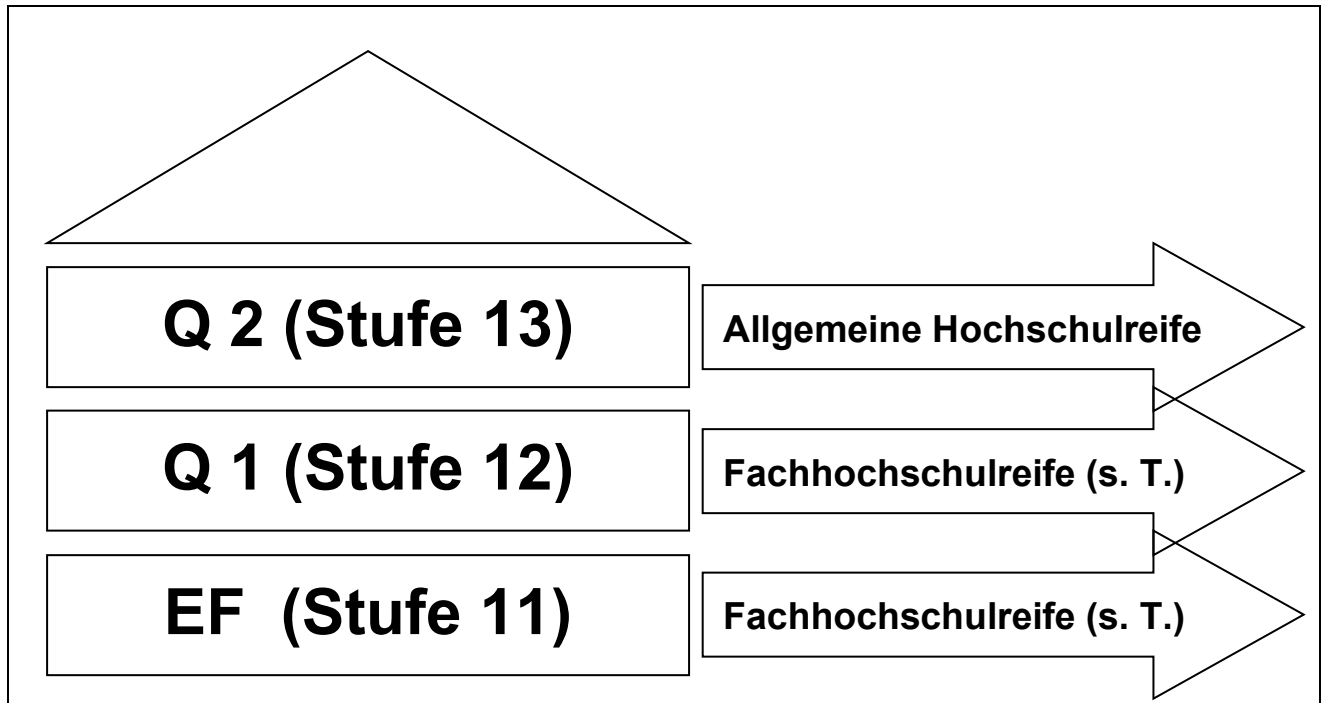 Q 2 (Stufe 13)
Allgemeine Hochschulreife
Q 1 (Stufe 12)
Fachhochschulreife (s. T.)
EF (Stufe 11)
Fachhochschulreife (s. T.)